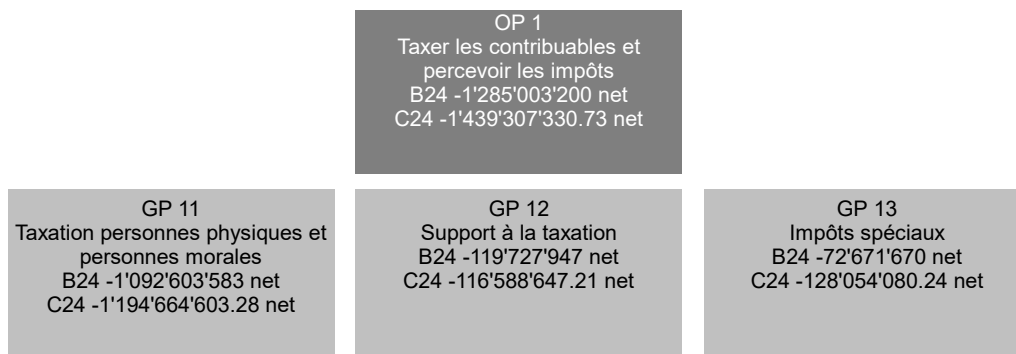 OP 1
Taxer les contribuables et
percevoir les impôts
B24 -1'285'003'200 net
C24 -1'439'307'330.73 net
GP 11
Taxation personnes physiques et
personnes morales
B24 -1'092'603'583 net
C24 -1'194'664'603.28 net
GP 12
Support à la taxation
B24 -119'727'947 net
C24 -116'588'647.21 net
GP 13
Impôts spéciaux
B24 -72'671'670 net
C24 -128'054'080.24 net